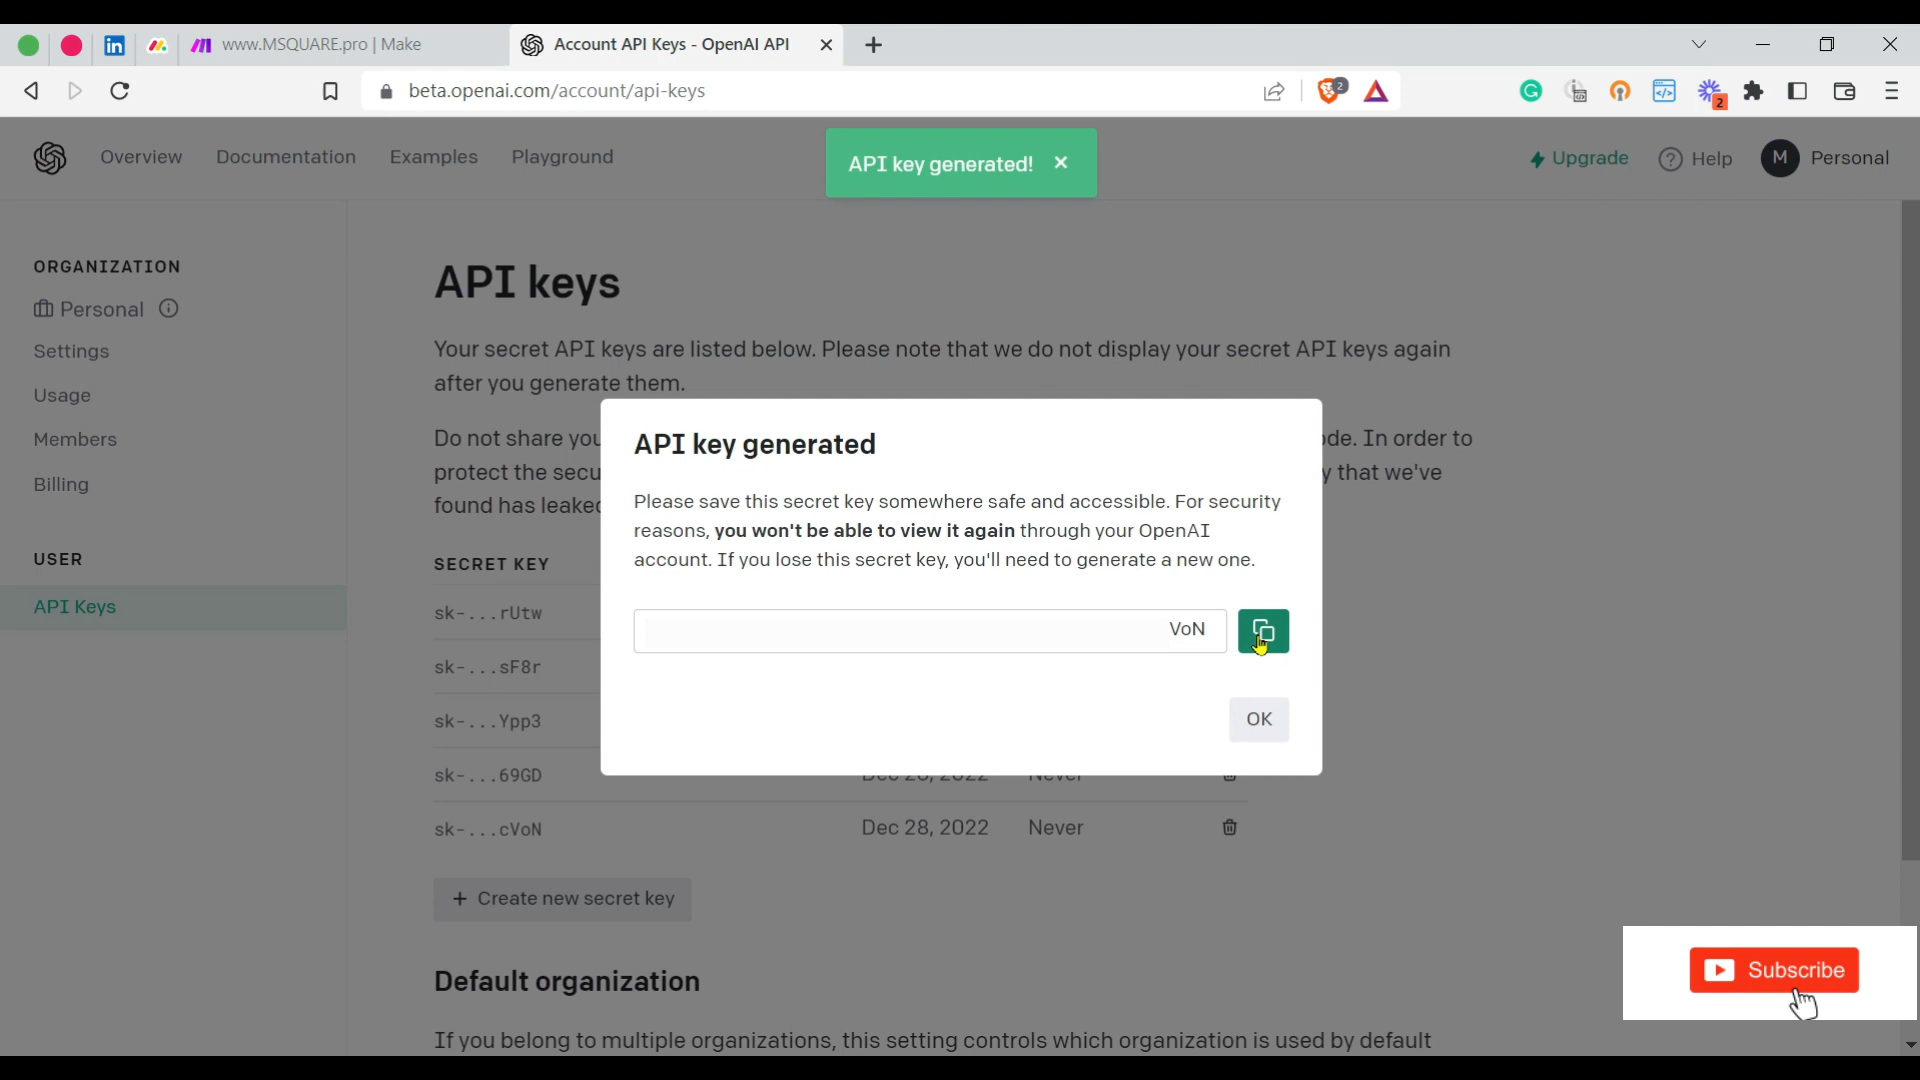 www.MSQUARE.pro | Make
Account API Keys - OpenAI API
beta.openai.com/account/api-keys
2
2
Overview
Documentation
Examples
Playground
API key generated!
Upgrade
Help
M
Personal
ORGANIZATION
Personal
Settings
Usage
Members
Billing
USER
API Keys
API keys
Your secret API keys are listed below. Please note that we do not display your secret API keys again
after you generate them.
Do not share you
ode. In order to
protect the secu
y that we've
found has leaked
SECRET KEY
sk-...rUtw
sk-...sF8r
sk-...Ypp3
sk-...69GD
Dec 28, 2022
Never
sk-...cVoN
Dec 28, 2022
Never
+ Create new secret key
API key generated
Please save this secret key somewhere safe and accessible. For security
reasons, you won't be able to view it again through your OpenAI
account. If you lose this secret key, you'll need to generate a new one.
VoN
OK
Default organization
If you belong to multiple organizations, this setting controls which organization is used by default
Subscribe